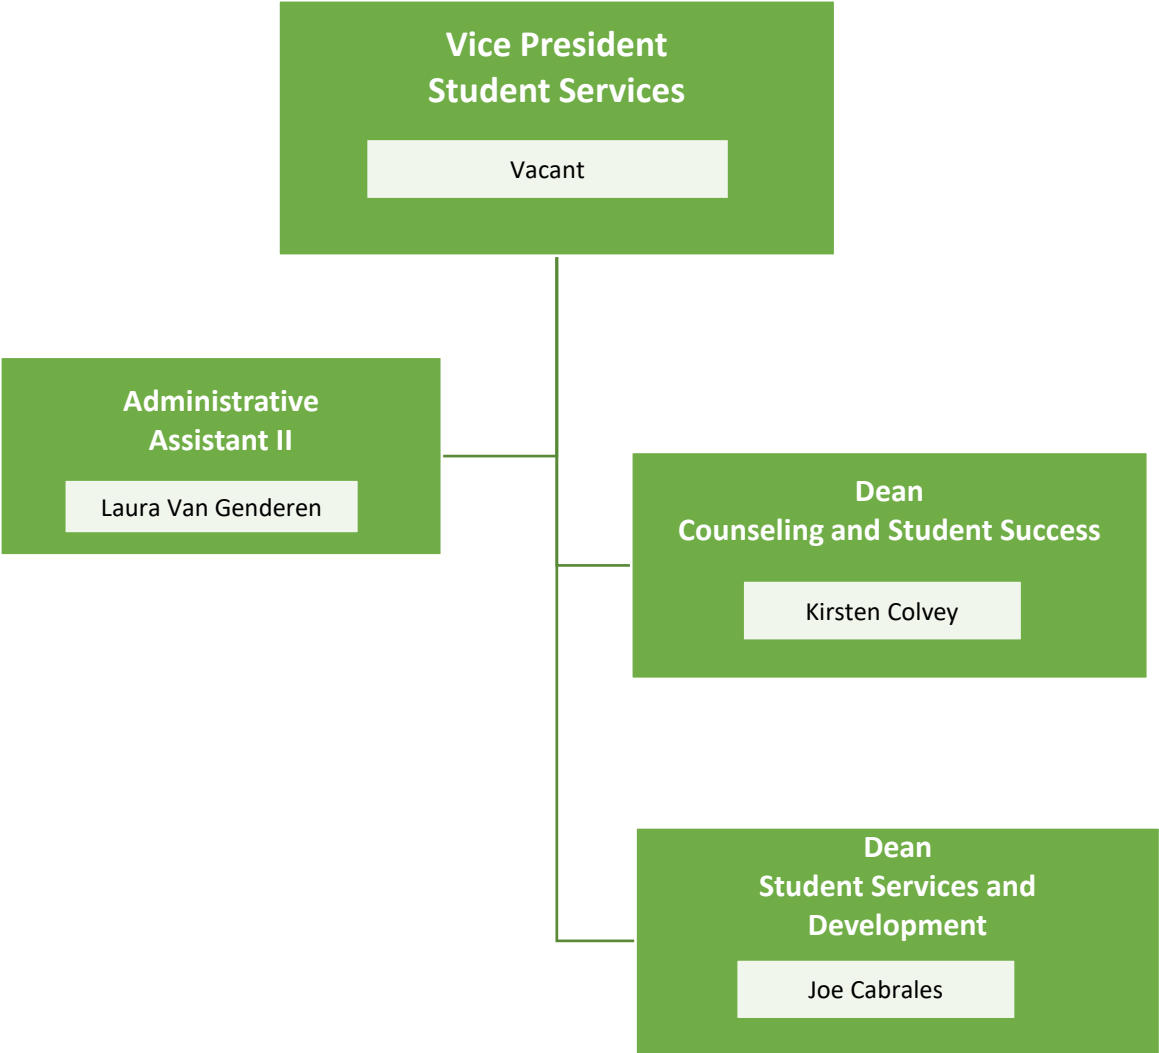 Vice President
Student Services
Vacant
Administrative
Assistant II
Laura Van Genderen
Dean
Counseling and Student Success
Kirsten Colvey
Dean
Student Services and
Development
Joe Cabrales